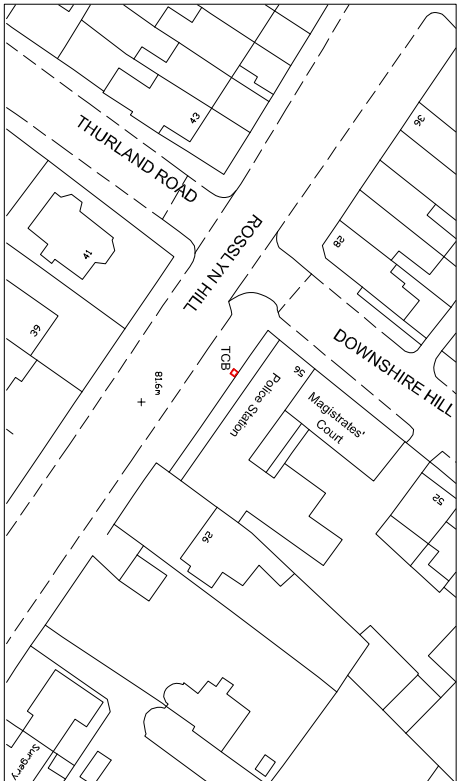 36
43
THURLAND ROAD
ROSSLYN HILL
28
41
39
DOWNSHIRE HILL
TCB
56
81.6m
Police Station
Magistrates'
Court
52
26
Surgery